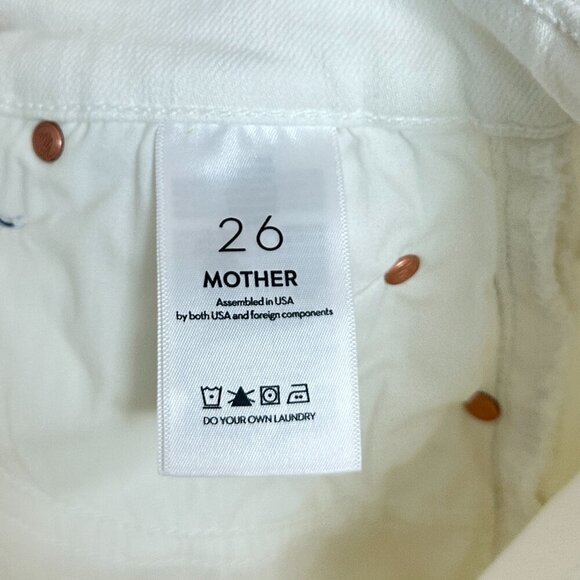 26
MOTHER
Assembled in USA
by both USA and foreign components
DO YOUR OWN LAUNDRY